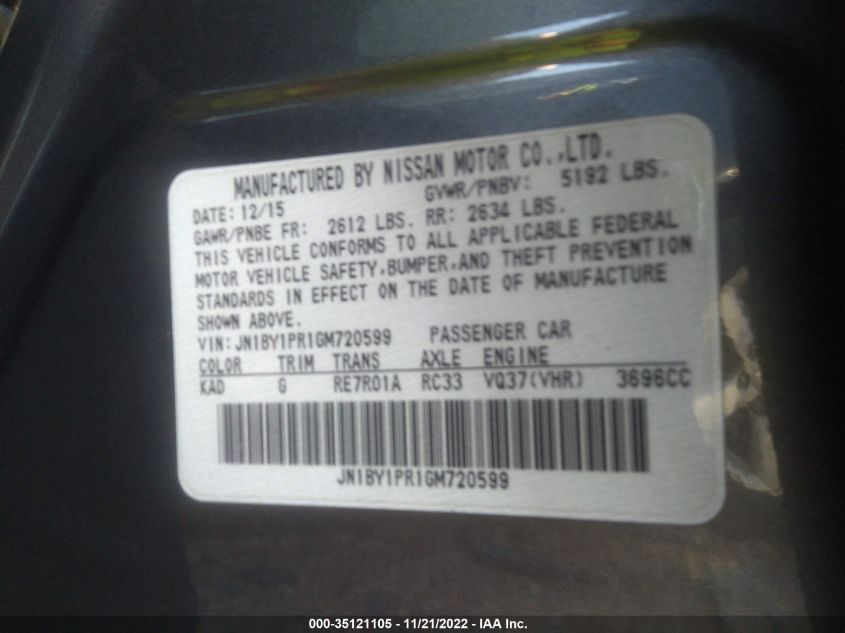 MANUFACTURED BY NISSAN MOTOR CO.,LTD.
DATE: 12/15 GVWR/PNBV: 5192 LBS.
GAWR/PNBE FR: 2612 LBS. RR: 2634 LBS.
THIS VEHICLE CONFORMS TO ALL APPLICABLE FEDERAL
MOTOR VEHICLE SAFETY,BUMPER,AND THEFT PREVENTION
STANDARDS IN EFFECT ON THE DATE OF MANUFACTURE
SHOWN ABOVE.
VIN: JN1BY1PR1GM720599 PASSENGER CAR
COLOR TRIM TRANS AXLE ENGINE
KAD G RE7R01A RC33 VQ37(VHR) 3696CC
JN1BY1PR1GM720599
000-35121105 - 11/21/2022 - IAA Inc.